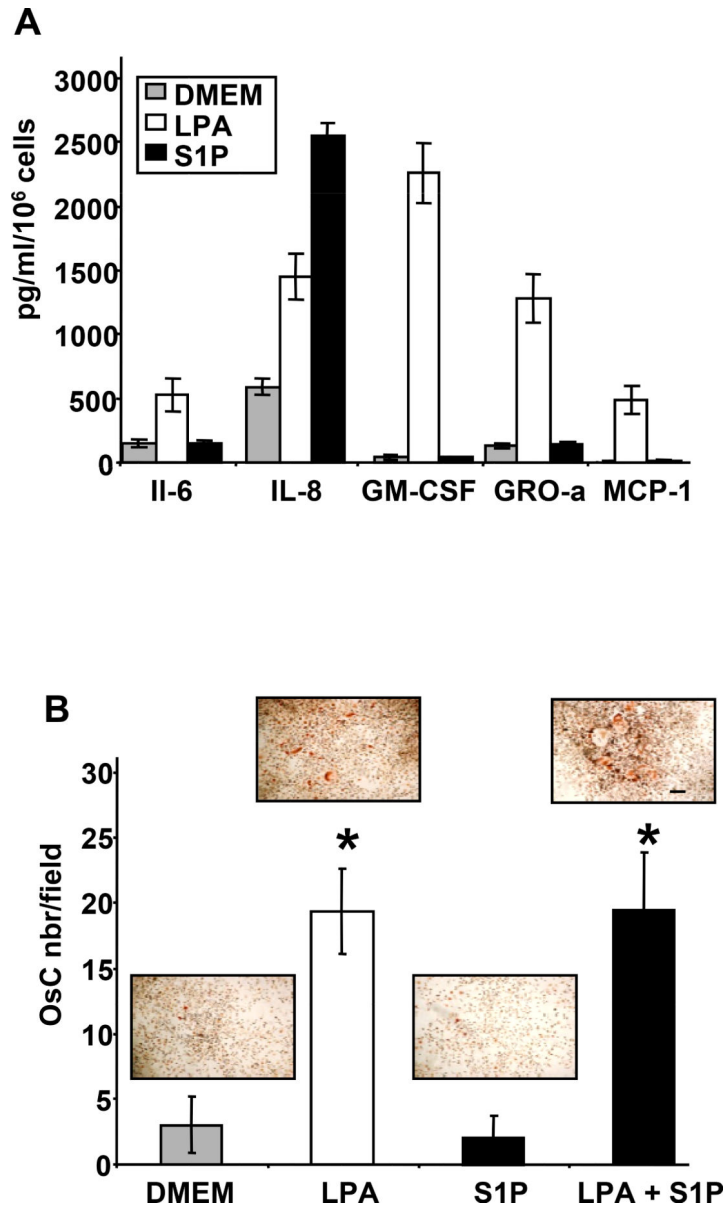 A
3000
2500
2000
1500
1000
500
0
pg/ml/10⁶ cells
DMEM
LPA
S1P
Il-6 IL-8 GM-CSF GRO-a MCP-1
B
30
25
20
15
10
5
0
OsC nbr/field
*
*
DMEM LPA S1P LPA + S1P